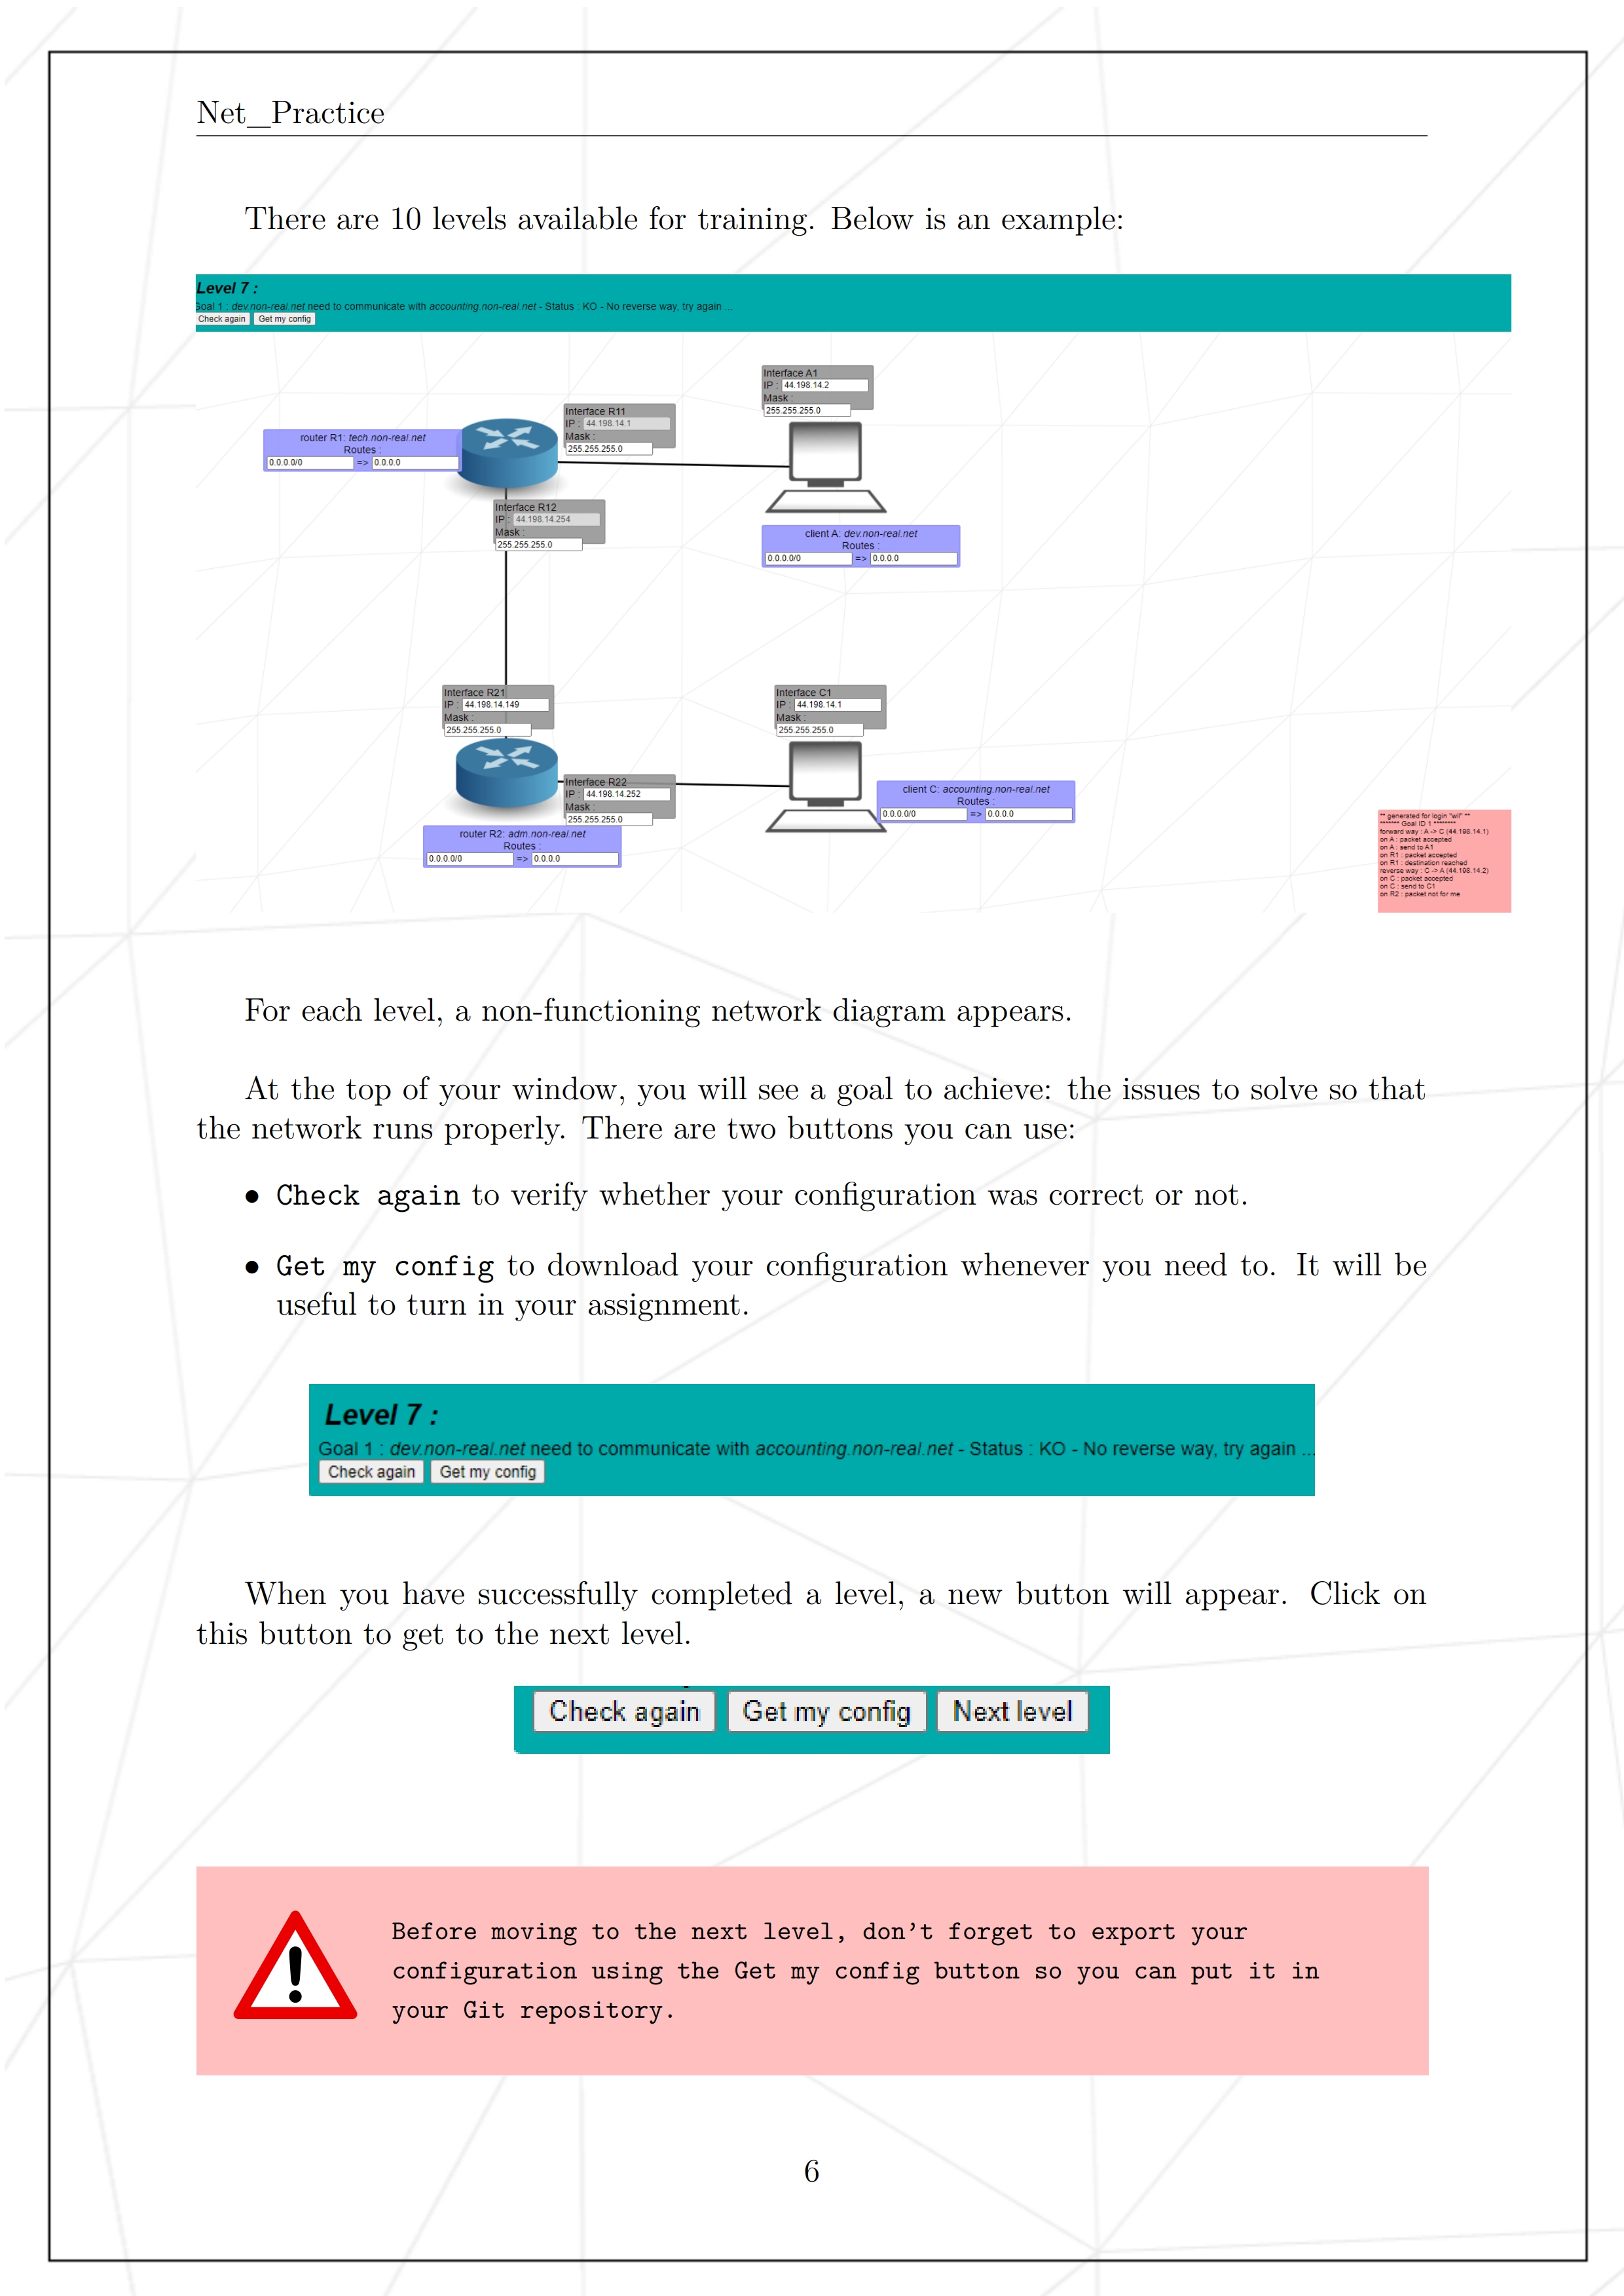 Net_Practice
There are 10 levels available for training. Below is an example:
Level 7 :
Goal 1 : dev.non-real.net need to communicate with accounting.non-real.net - Status : KO - No reverse way, try again ...
Check again Get my config
Interface A1
IP : 44.198.14.2
Mask :
255.255.255.0
Interface R11
IP : 44.198.14.1
Mask :
255.255.255.0
router R1: tech.non-real.net
Routes :
0.0.0.0/0 => 0.0.0.0
Interface R12
IP : 44.198.14.254
Mask :
255.255.255.0
client A: dev.non-real.net
Routes :
0.0.0.0/0 => 0.0.0.0
Interface R21
IP : 44.198.14.149
Mask :
255.255.255.0
Interface C1
IP : 44.198.14.1
Mask :
255.255.255.0
Interface R22
IP : 44.198.14.252
Mask :
255.255.255.0
client C: accounting.non-real.net
Routes :
0.0.0.0/0 => 0.0.0.0
router R2: adm.non-real.net
Routes :
0.0.0.0/0 => 0.0.0.0
** generated for login "wil" **
******* Goal ID 1 ********
forward way : A -> C (44.198.14.1)
on A : packet accepted
on A : send to A1
on R1 : packet accepted
on R1 : destination reached
reverse way : C -> A (44.198.14.2)
on C : packet accepted
on C : send to C1
on R2 : packet not for me
For each level, a non-functioning network diagram appears.
At the top of your window, you will see a goal to achieve: the issues to solve so that
the network runs properly. There are two buttons you can use:
• Check again to verify whether your configuration was correct or not.
• Get my config to download your configuration whenever you need to. It will be
useful to turn in your assignment.
Level 7 :
Goal 1 : dev.non-real.net need to communicate with accounting.non-real.net - Status : KO - No reverse way, try again ...
Check again Get my config
When you have successfully completed a level, a new button will appear. Click on
this button to get to the next level.
Check again Get my config Next level
Before moving to the next level, don't forget to export your
configuration using the Get my config button so you can put it in
your Git repository.
6